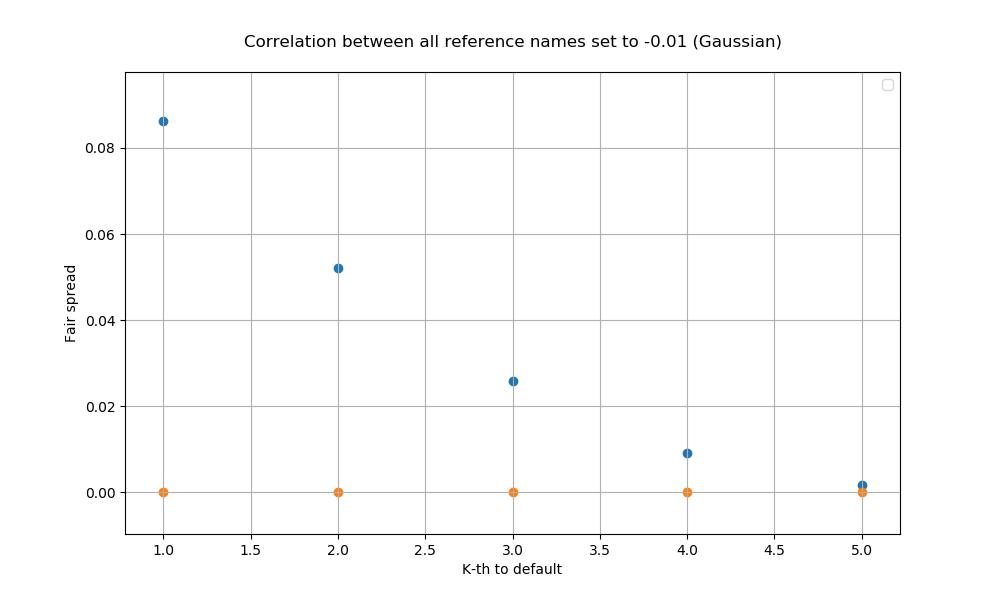 Correlation between all reference names set to -0.01 (Gaussian)
0.08
0.06
0.04
0.02
0.00
Fair spread
1.0 1.5 2.0 2.5 3.0 3.5 4.0 4.5 5.0
K-th to default